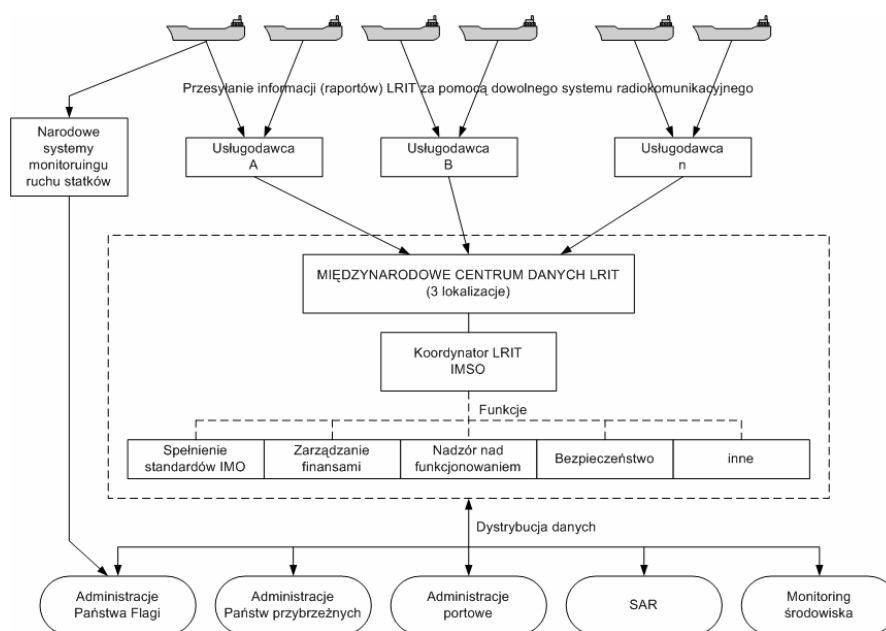 Przesyłanie informacji (raportów) LRIT za pomocą dowolnego systemu radiokomunikacyjnego
Narodowe
systemy
monitoruingu
ruchu statków
Usługodawca
A
Usługodawca
B
Usługodawca
n
MIĘDZYNARODOWE CENTRUM DANYCH LRIT
(3 lokalizacje)
Koordynator LRIT
IMSO
Funkcje
Spełnienie
standardów IMO
Zarządzanie
finansami
Nadzór nad
funkcjonowaniem
Bezpieczeństwo
inne
Dystrybucja danych
Administracje
Państwa Flagi
Administracje
Państw przybrzeżnych
Administracje
portowe
SAR
Monitoring
środowiska